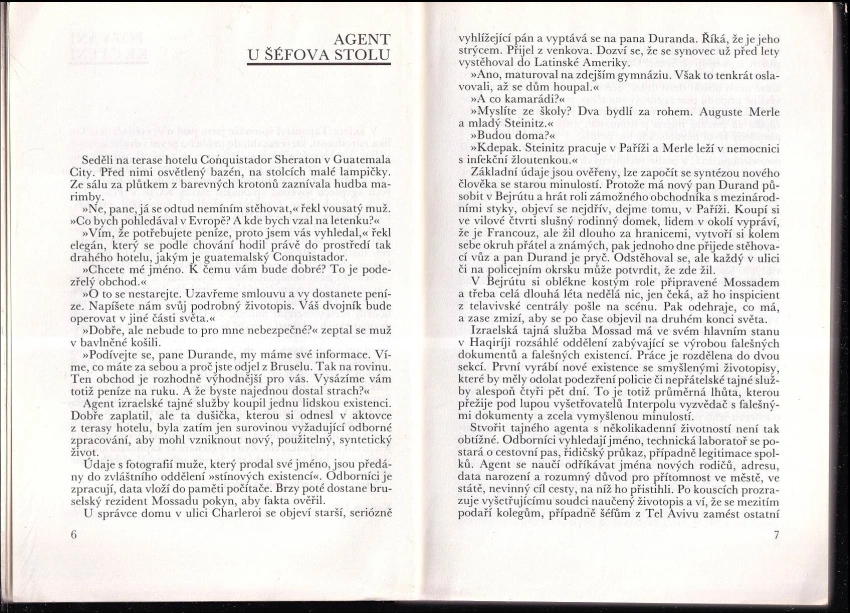 AGENT
U ŠÉFOVA STOLU
Seděli na terase hotelu Conquistador Sheraton v Guatemala
City. Před nimi osvětlený bazén, na stolcích malé lampičky.
Ze sálu za plůtkem z barevných krotonů zaznívala hudba ma-
rimby.
»Ne, pane, já se odtud nemíním stěhovat,« řekl vousatý muž.
»Co bych pohledával v Evropě? A kde bych vzal na letenku?«
»Vím, že potřebujete peníze, proto jsem vás vyhledal,« řekl
elegán, který se podle chování hodil právě do prostředí tak
drahého hotelu, jakým je guatemalský Conquistador.
»Chcete mé jméno. K čemu vám bude dobré? To je pode-
zřelý obchod.«
»O to se nestarejte. Uzavřeme smlouvu a vy dostanete pení-
ze. Napíšete nám svůj podrobný životopis. Váš dvojník bude
operovat v jiné části světa.«
»Dobře, ale nebude to pro mne nebezpečné?« zeptal se muž
v bavlněné košili.
»Podívejte se, pane Durande, my máme své informace. Ví-
me, co máte za sebou a proč jste odjel z Bruselu. Tak na rovinu.
Ten obchod je rozhodně výhodnější pro vás. Vysázíme vám
totiž peníze na ruku. A že byste najednou dostal strach?«
Agent izraelské tajné služby koupil jednu lidskou existenci.
Dobře zaplatil, ale ta dušička, kterou si odnesl v aktovce
z terasy hotelu, byla zatím jen surovinou vyžadující odborné
zpracování, aby mohl vzniknout nový, použitelný, syntetický
život.
Údaje s fotografií muže, který prodal své jméno, jsou předá-
ny do zvláštního oddělení »stínových existencí«. Odborníci je
zpracují, data vloží do paměti počítače. Brzy poté dostane bru-
selský rezident Mossadu pokyn, aby fakta ověřil.
U správce domu v ulici Charleroi se objeví starší, seriózně
6
vyhlížející pán a vyptává se na pana Duranda. Říká, že je jeho
strýcem. Přijel z venkova. Dozví se, že se synovec už před lety
vystěhoval do Latinské Ameriky.
»Ano, maturoval na zdejším gymnáziu. Však to tenkrát osla-
vovali, až se dům houpal.«
»A co kamarádi?«
»Myslíte ze školy? Dva bydlí za rohem. Auguste Merle
a mladý Steinitz.«
»Budou doma?«
»Kdepak. Steinitz pracuje v Paříži a Merle leží v nemocnici
s infekční žloutenkou.«
Základní údaje jsou ověřeny, lze započít se syntézou nového
člověka se starou minulostí. Protože má nový pan Durand pů-
sobit v Bejrútu a hrát roli zámožného obchodníka s mezinárod-
ními styky, objeví se nejdřív, dejme tomu, v Paříži. Koupí si
ve vilové čtvrti slušný rodinný domek, lidem v okolí vypráví,
že je Francouz, ale žil dlouho za hranicemi, vytvoří si kolem
sebe okruh přátel a známých, pak jednoho dne přijede stěhova-
cí vůz a pan Durand je pryč. Odstěhoval se, ale každý v ulici
či na policejním okrsku může potvrdit, že zde žil.
V Bejrútu si oblékne kostým role připravené Mossadem
a třeba celá dlouhá léta nedělá nic, jen čeká, až ho inspicient
z telavivské centrály pošle na scénu. Pak odehraje, co má,
a zase zmizí, aby se po čase objevil na druhém konci světa.
Izraelská tajná služba Mossad má ve svém hlavním stanu
v Haqiriji rozsáhlé oddělení zabývající se výrobou falešných
dokumentů a falešných existencí. Práce je rozdělena do dvou
sekcí. První vyrábí nové existence se smyšlenými životopisy,
které by měly odolat podezření policie či nepřátelské tajné služ-
by alespoň čtyři pět dní. To je totiž průměrná lhůta, kterou
přežije pod lupou vyšetřovatelů Interpolu vyzvědač s falešný-
mi dokumenty a zcela vymyšlenou minulostí.
Stvořit tajného agenta s několikadenní životností není tak
obtížné. Odborníci vyhledají jméno, technická laboratoř se po-
stará o cestovní pas, řidičský průkaz, případně legitimace spol-
ků. Agent se naučí odříkávat jména nových rodičů, adresu,
data narození a rozumný důvod pro přítomnost ve městě, ve
státě, nevinný cíl cesty, na níž ho přistihli. Po kouscích prozra-
zuje vyšetřujícímu soudci naučený životopis a ví, že se mezitím
podaří kolegům, případně šéfům z Tel Avivu zamést ostatní
7